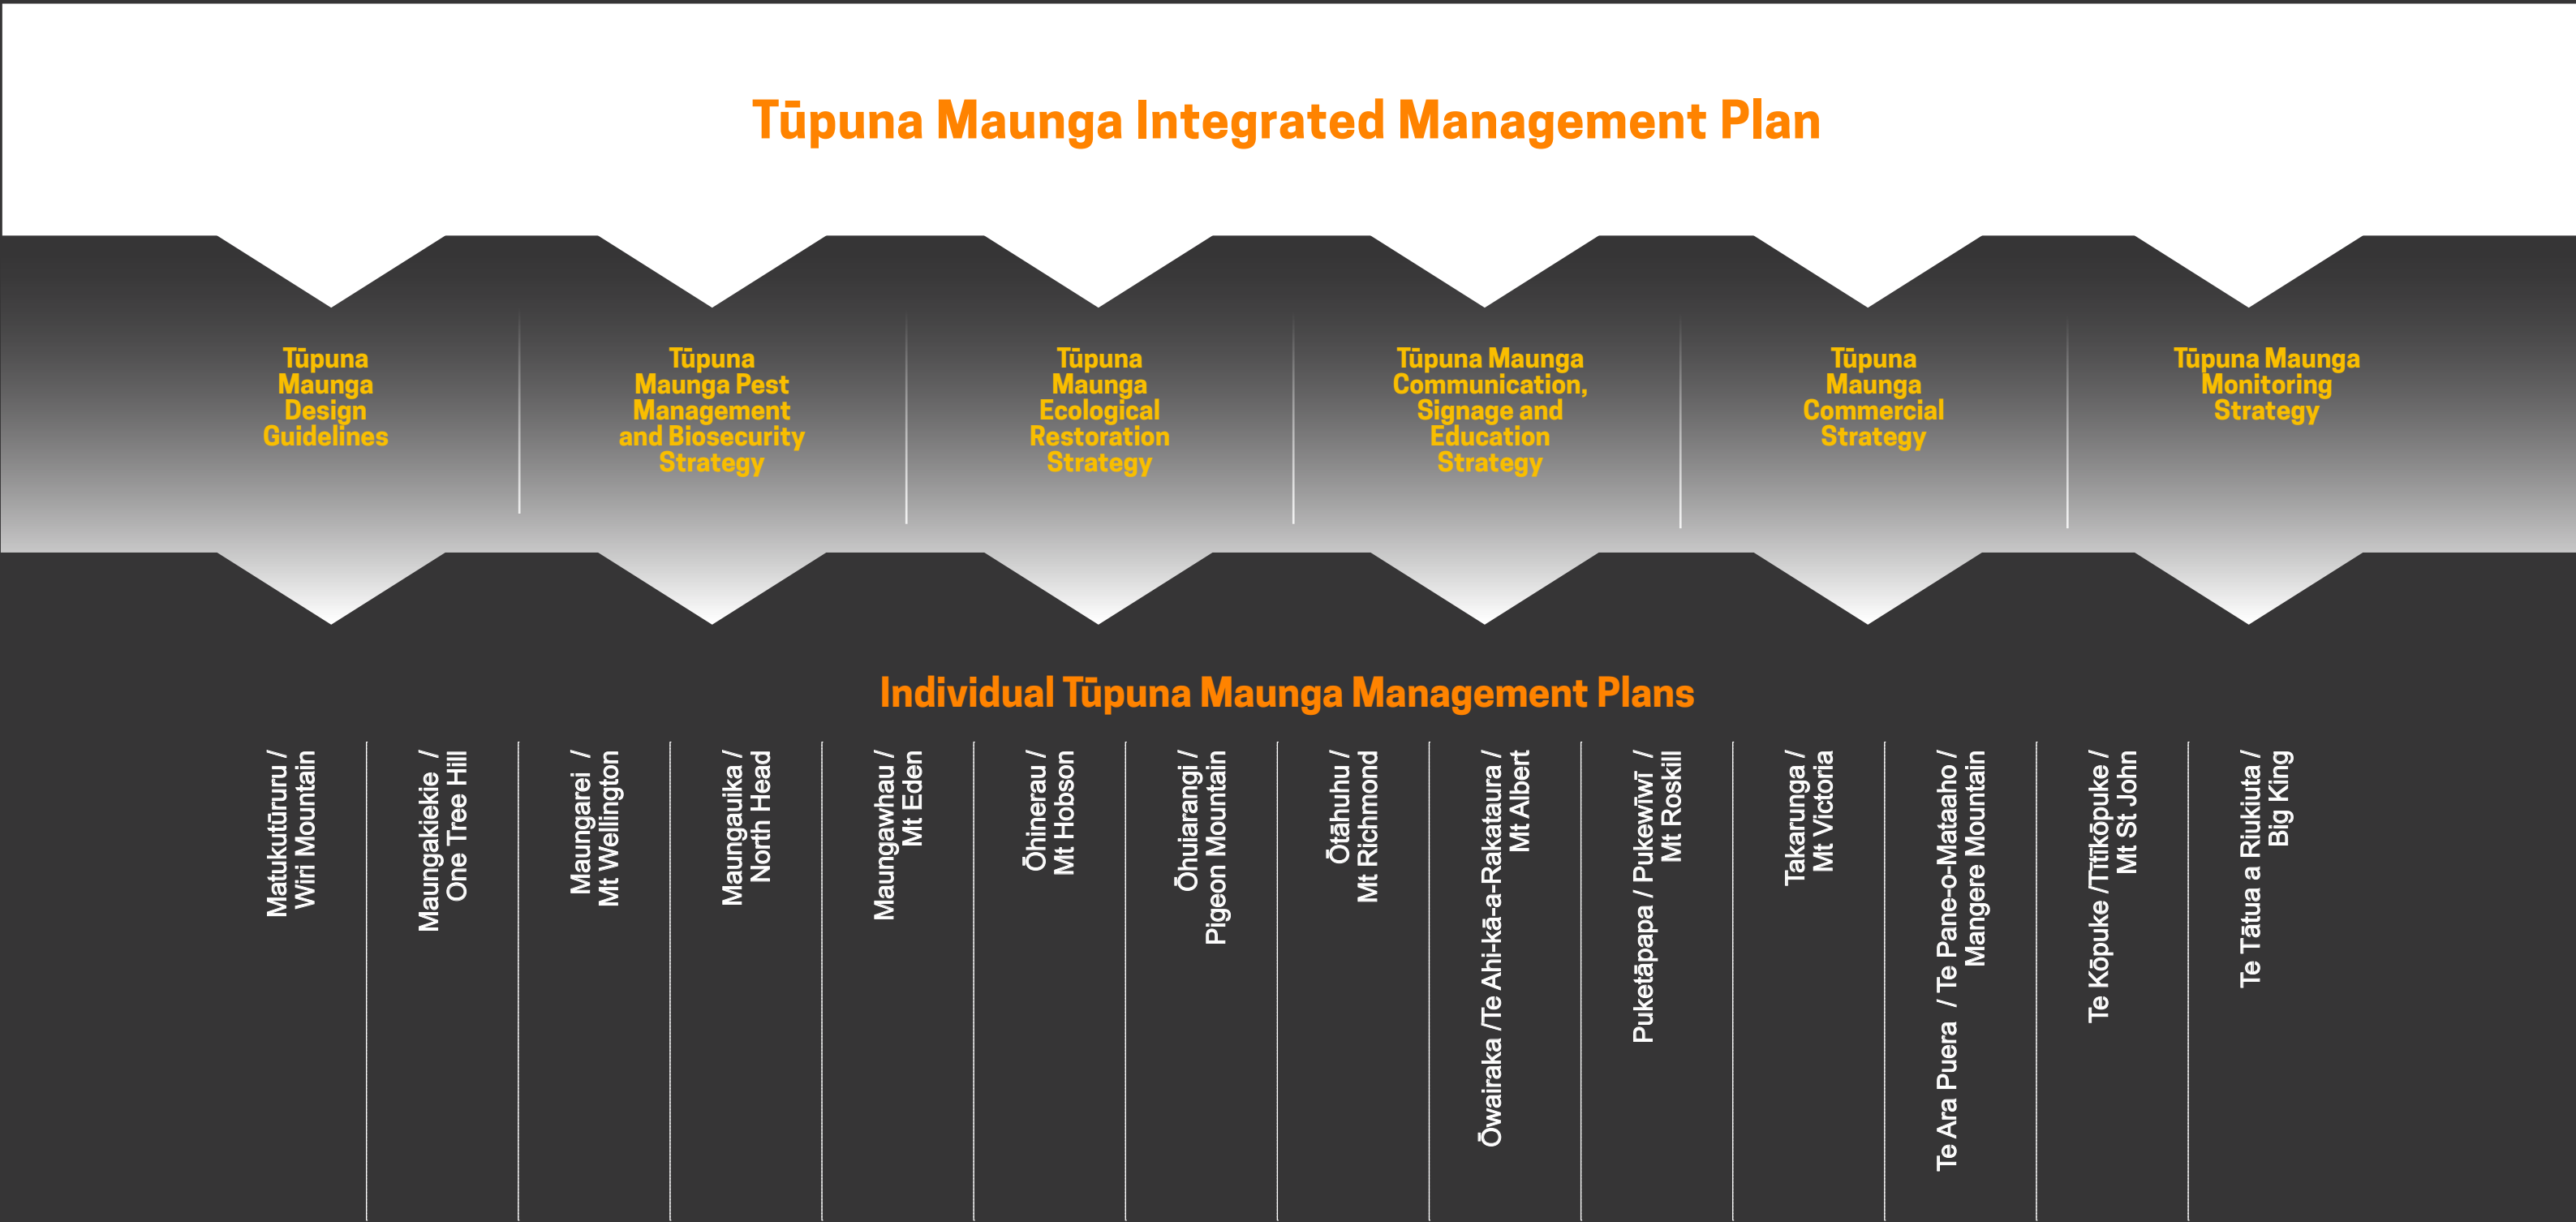 Tūpuna Maunga Integrated Management Plan
Tūpuna
Maunga
Design
Guidelines
Tūpuna
Maunga Pest
Management
and Biosecurity
Strategy
Tūpuna
Maunga
Ecological
Restoration
Strategy
Tūpuna Maunga
Communication,
Signage and
Education
Strategy
Tūpuna
Maunga
Commercial
Strategy
Tūpuna Maunga
Monitoring
Strategy
Individual Tūpuna Maunga Management Plans
Matukutūruru /
Wiri Mountain
Maungakiekie /
One Tree Hill
Maungarei /
Mt Wellington
Maungauika /
North Head
Maungawhau /
Mt Eden
Ōhinerau /
Mt Hobson
Ōhuiarangi /
Pigeon Mountain
Ōtāhuhu /
Mt Richmond
Ōwairaka /Te Ahi-kā-a-Rakataura /
Mt Albert
Puketāpapa / Pukewīwī /
Mt Roskill
Takarunga /
Mt Victoria
Te Ara Puera / Te Pane-o-Mataaho /
Mangere Mountain
Te Kōpuke /Tītīkōpuke /
Mt St John
Te Tātua a Riukiuta /
Big King